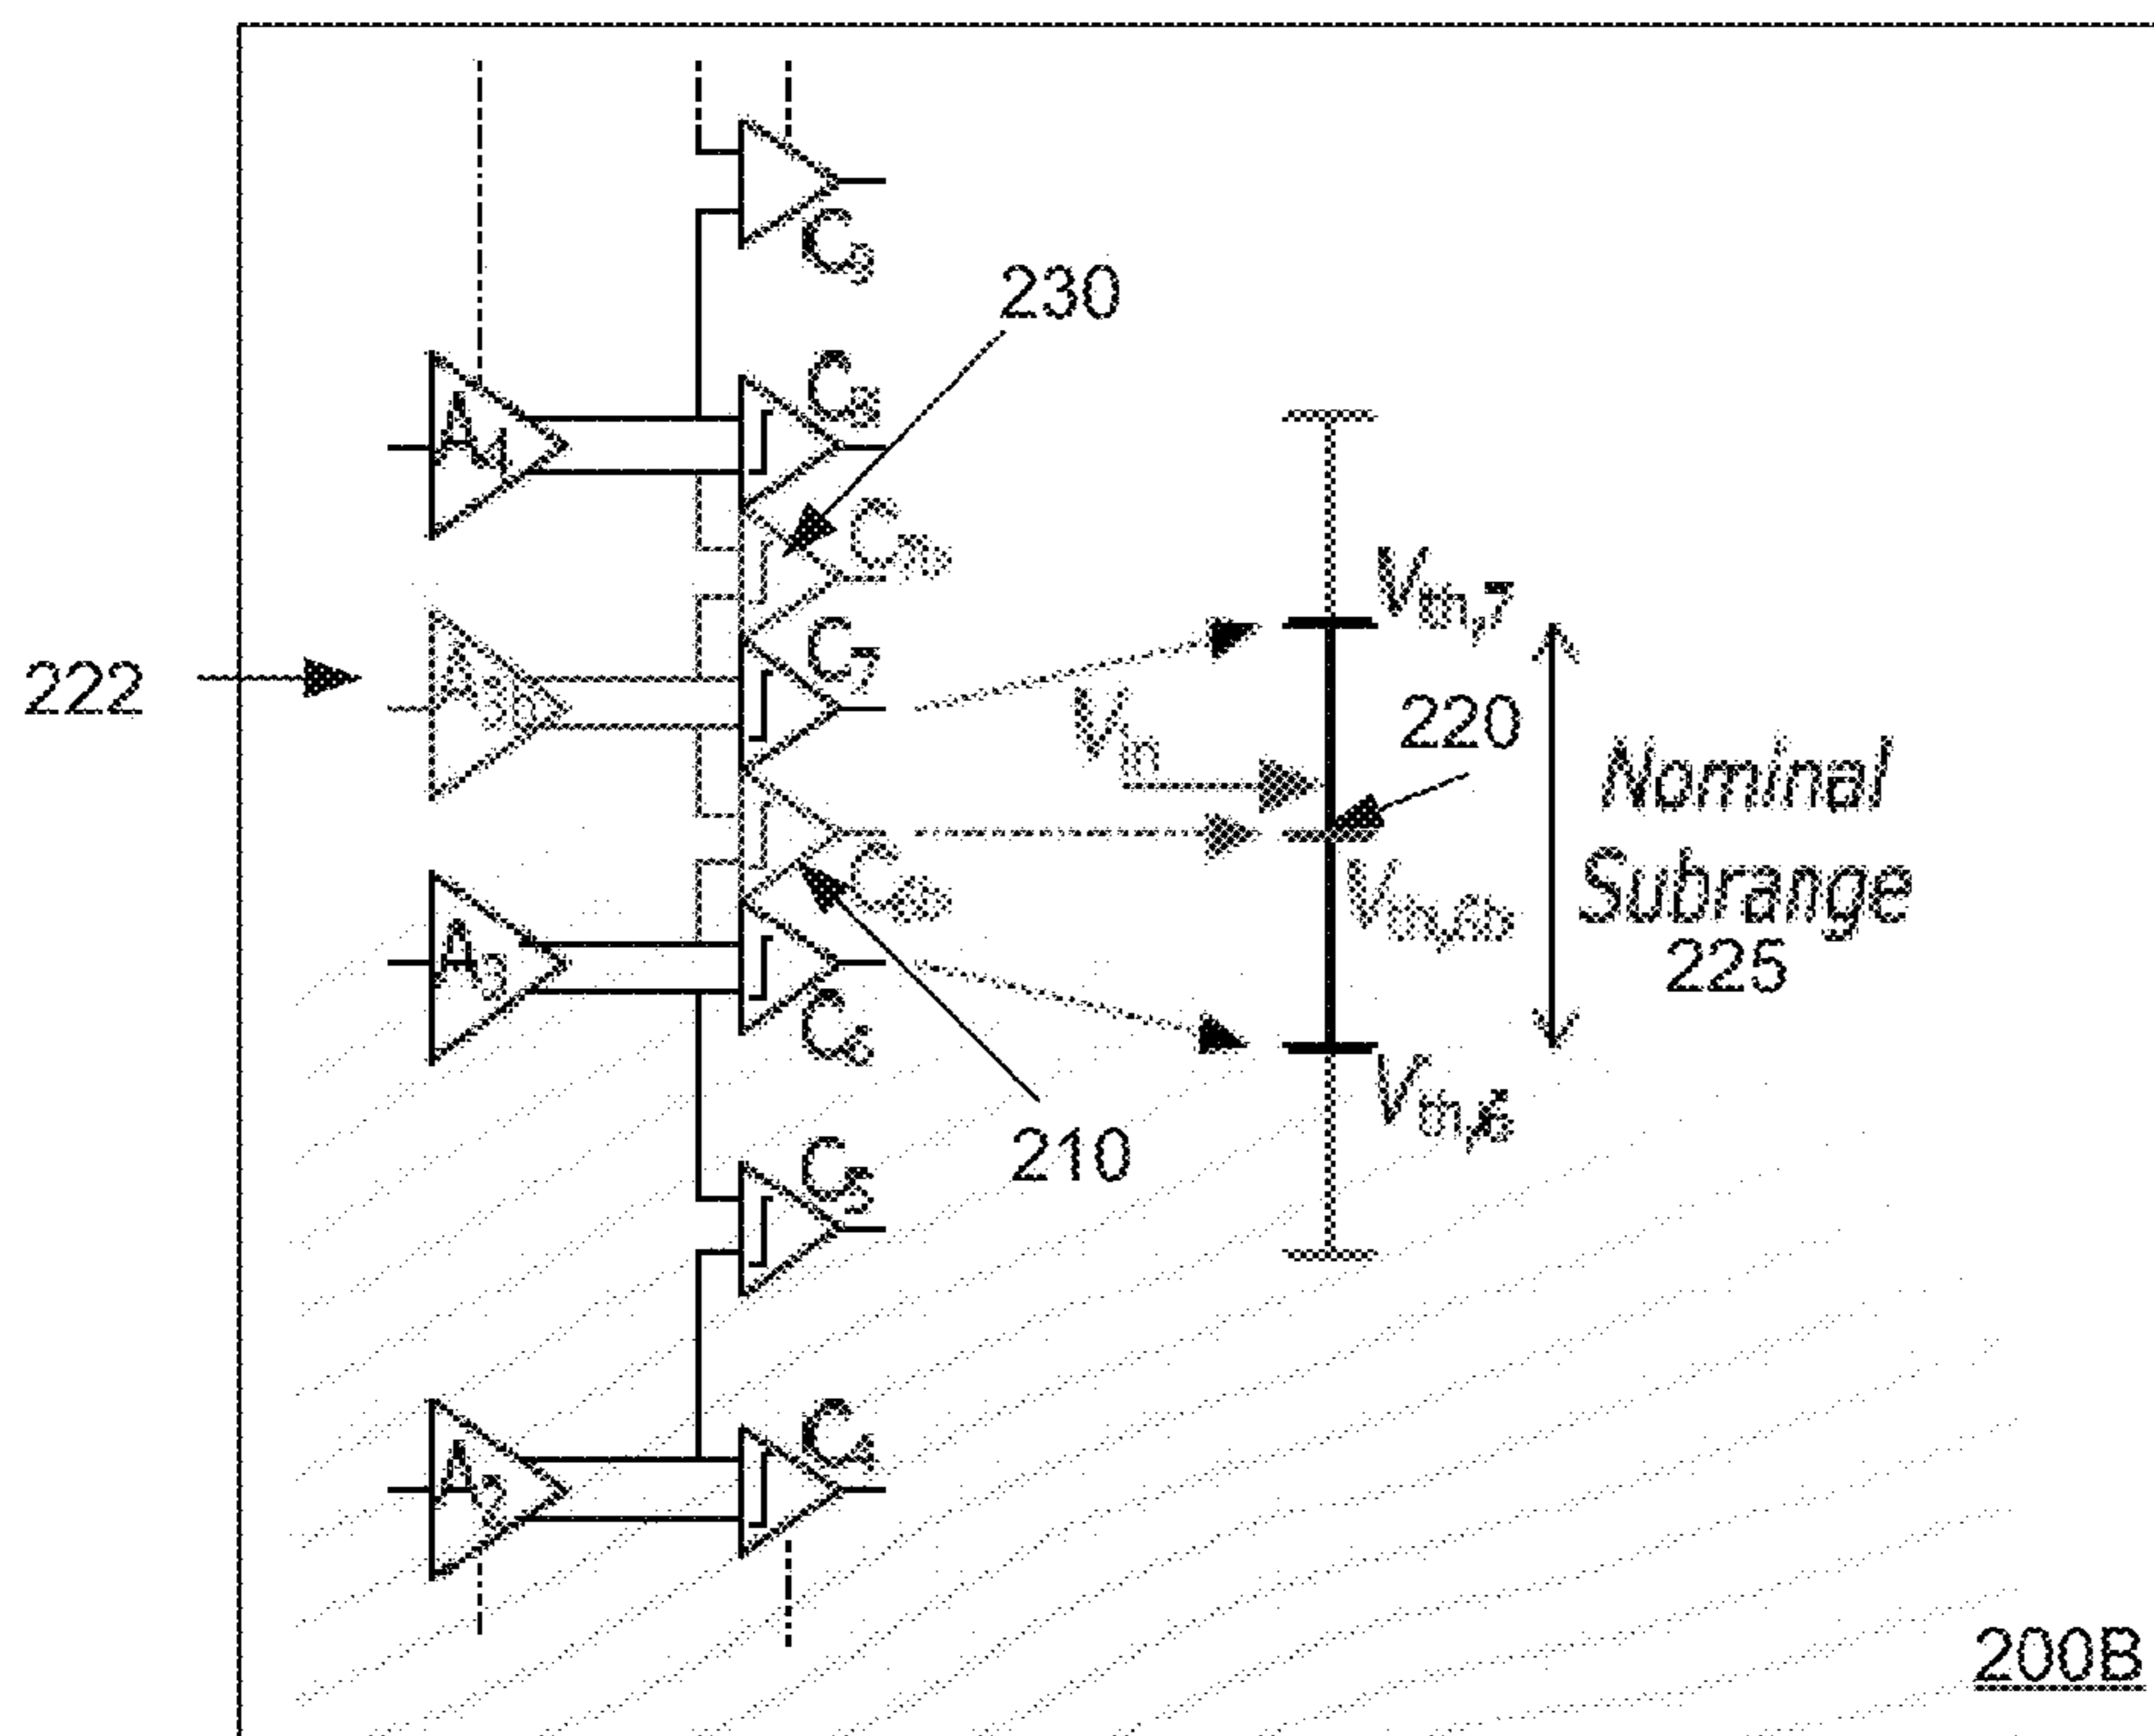 C9
230
A4
C8
C7b
Vth,7
222
A3b
C7
Vin
220
Nominal
Subrange
225
C6b
Vth,6b
A3
C6
Vth,6
210
C5
A2
C4
200B